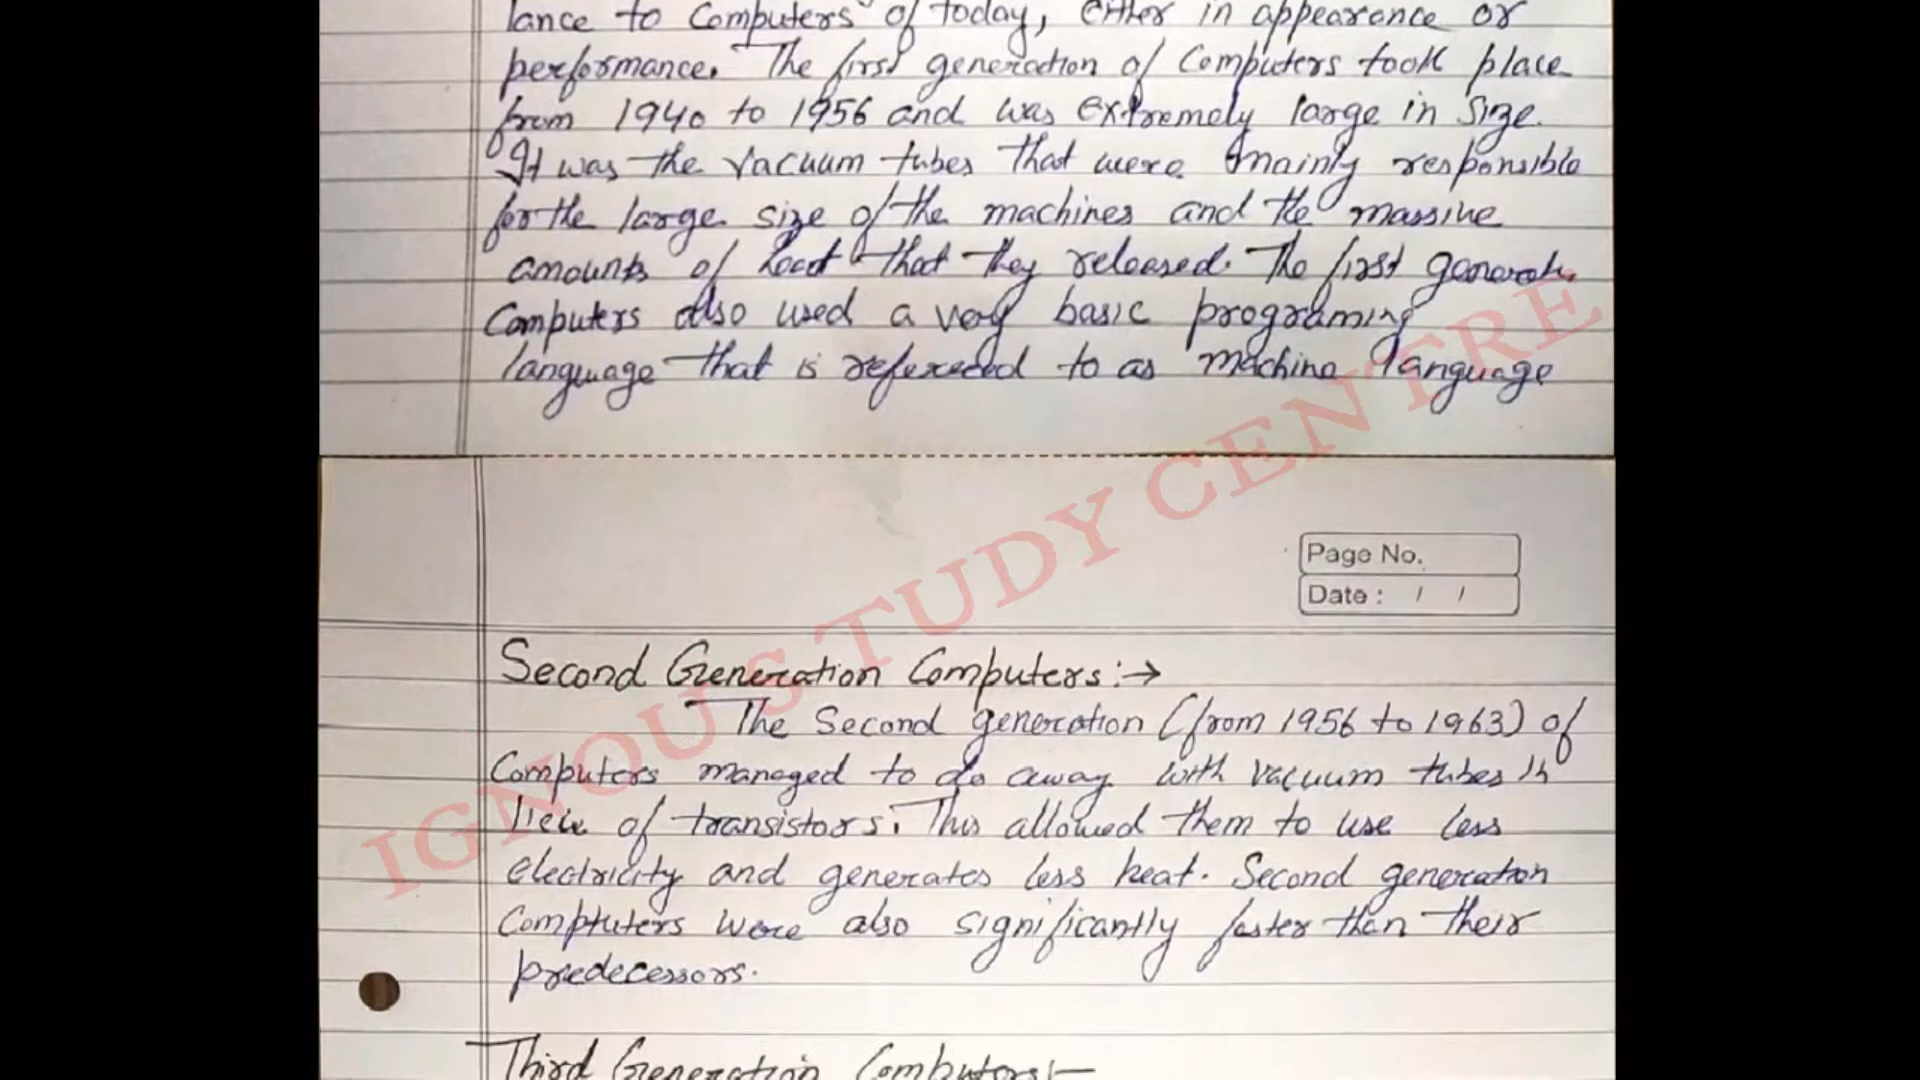 lance to Computers of today, either in appearance or
performance. The first generation of Computers took place
from 1940 to 1956 and was extremely large in size.
It was the vacuum tubes that were mainly responsible
for the large size of the machines and the massive
amounts of heat that they released. The first generat.
Computers also used a very basic programing
language that is refereced to as machine language
Page No.
Date : / /
Second Generation Computers:→
The Second generation (from 1956 to 1963) of
Computers managed to do away with vacuum tubes in
lieu of transistors. This allowed them to use less
electricity and generates less heat. Second generation
Comptuters were also significantly faster than their
predecessors.
Third Generation Computers:—
IGNOU STUDY CENTRE